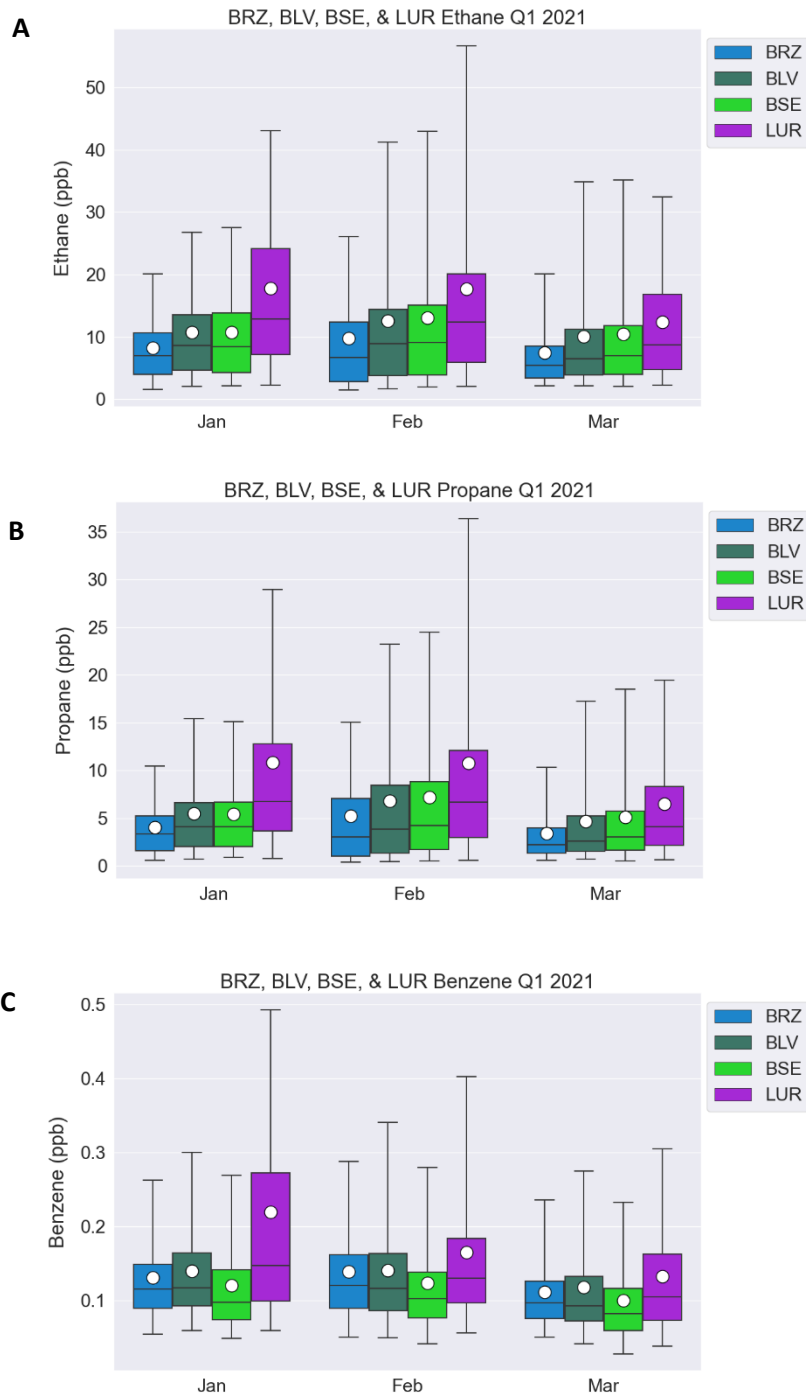 A
BRZ, BLV, BSE, & LUR Ethane Q1 2021
BRZ
BLV
BSE
LUR
Ethane (ppb)
50
40
30
20
10
0
Jan Feb Mar
B
BRZ, BLV, BSE, & LUR Propane Q1 2021
BRZ
BLV
BSE
LUR
Propane (ppb)
35
30
25
20
15
10
5
0
Jan Feb Mar
C
BRZ, BLV, BSE, & LUR Benzene Q1 2021
BRZ
BLV
BSE
LUR
Benzene (ppb)
0.5
0.4
0.3
0.2
0.1
Jan Feb Mar